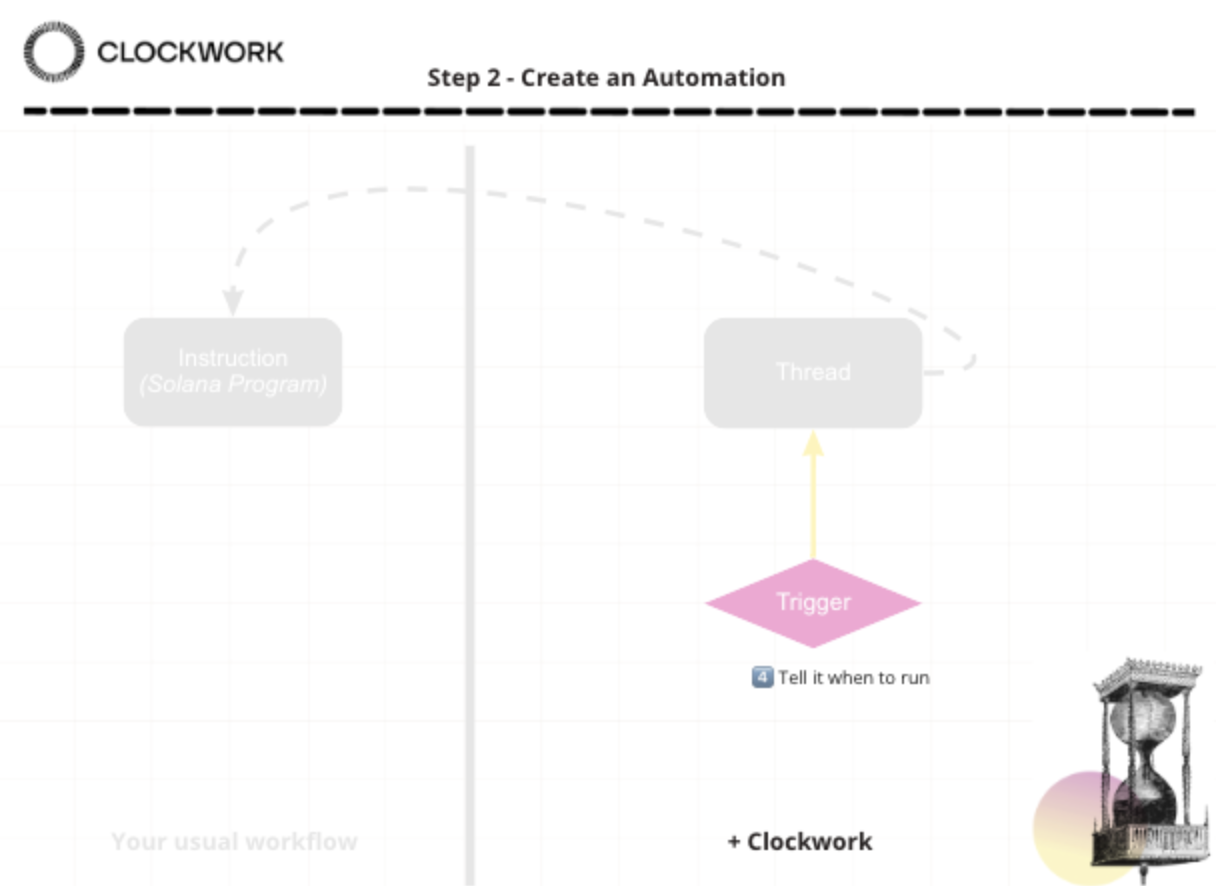 CLOCKWORK
Step 2 - Create an Automation
Instruction
(Solana Program)
Thread
Trigger
4 Tell it when to run
Your usual workflow
+ Clockwork